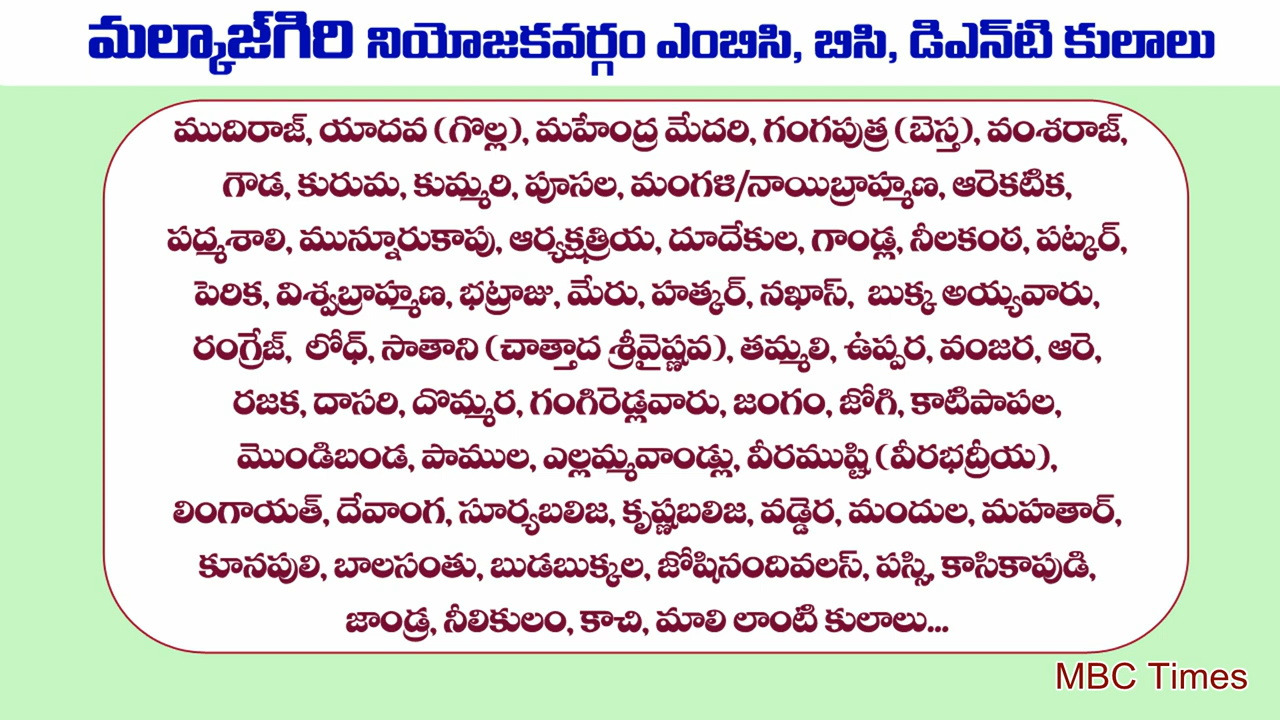 మల్కాజ్‌గిరి నియోజకవర్గం ఎంబిసి, బిసి, డిఎన్‌టి కులాలు
ముదిరాజ్, యాదవ (గొల్ల), మహేంద్ర మేదరి, గంగపుత్ర (బెస్త), వంశరాజ్,
గౌడ, కురుమ, కుమ్మరి, పూసల, మంగళి/నాయిబ్రాహ్మణ, ఆరెకటిక,
పద్మశాలి, మున్నూరుకాపు, ఆర్యక్షత్రియ, దూదేకుల, గాండ్ల, నీలకంఠ, పట్కర్,
పెరిక, విశ్వబ్రాహ్మణ, భట్రాజు, మేరు, హత్కర్, నఖాస్, బుక్క అయ్యవారు,
రంగ్రేజ్, లోధ్, సాతాని (చాత్తాద శ్రీవైష్ణవ), తమ్మలి, ఉప్పర, వంజర, ఆరె,
రజక, దాసరి, దొమ్మర, గంగిరెడ్లవారు, జంగం, జోగి, కాటిపాపల,
మొండిబండ, పాముల, ఎల్లమ్మవాండ్లు, వీరముష్టి (వీరభద్రీయ),
లింగాయత్, దేవాంగ, సూర్యబలిజ, కృష్ణబలిజ, వడ్డెర, మందుల, మహతార్,
కూనపులి, బాలసంతు, బుడబుక్కల, జోషినందివలస్, పస్సి, కాసికాపుడి,
జాండ్ర, నీలికులం, కాచి, మాలి లాంటి కులాలు...
MBC Times